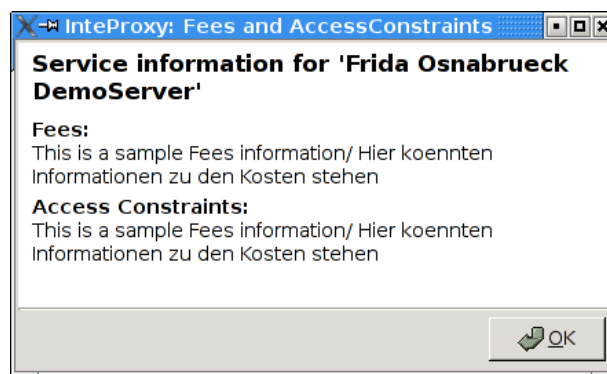 InteProxy: Fees and AccessConstraints
Service information for 'Frida Osnabrueck
DemoServer'
Fees:
This is a sample Fees information/ Hier koennten
Informationen zu den Kosten stehen
Access Constraints:
This is a sample Fees information/ Hier koennten
Informationen zu den Kosten stehen
OK